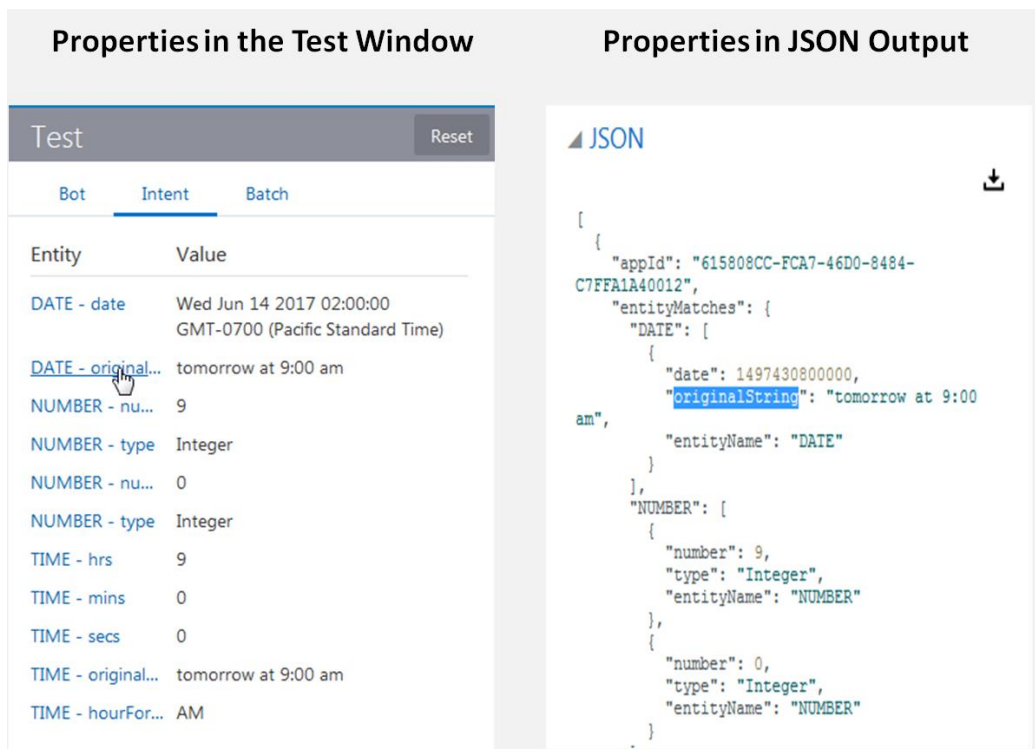 Properties in the Test Window
Properties in JSON Output
Test
Reset
Bot
Intent
Batch
Entity
Value
DATE - date
Wed Jun 14 2017 02:00:00
GMT-0700 (Pacific Standard Time)
DATE - original...
tomorrow at 9:00 am
NUMBER - nu...
9
NUMBER - type
Integer
NUMBER - nu...
0
NUMBER - type
Integer
TIME - hrs
9
TIME - mins
0
TIME - secs
0
TIME - original...
tomorrow at 9:00 am
TIME - hourFor...
AM
JSON
[
{
"appId": "615808CC-FCA7-46D0-8484-
C7FFA1A40012",
"entityMatches": {
"DATE": [
{
"date": 1497430800000,
"originalString": "tomorrow at 9:00
am",
"entityName": "DATE"
}
],
"NUMBER": [
{
"number": 9,
"type": "Integer",
"entityName": "NUMBER"
},
{
"number": 0,
"type": "Integer",
"entityName": "NUMBER"
}